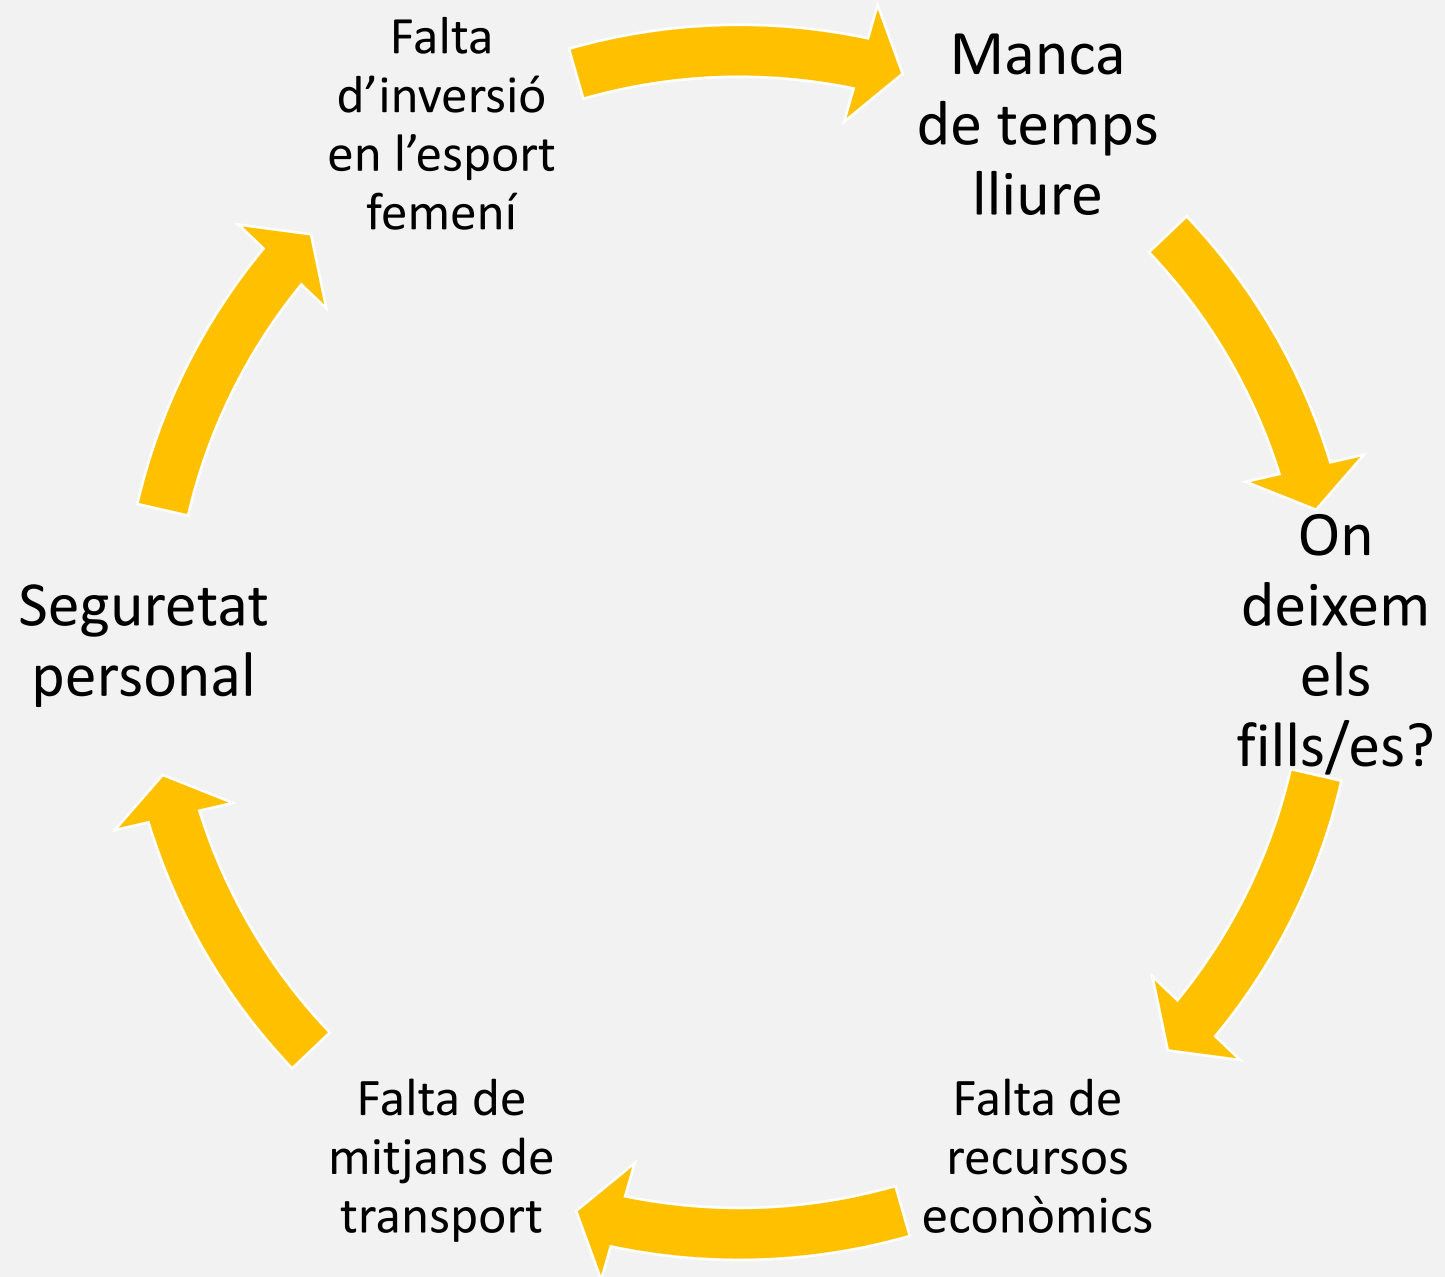 Falta
d’inversió
en l’esport
femení
Manca
de temps
lliure
On
deixem
els
fills/es?
Falta de
recursos
econòmics
Falta de
mitjans de
transport
Seguretat
personal